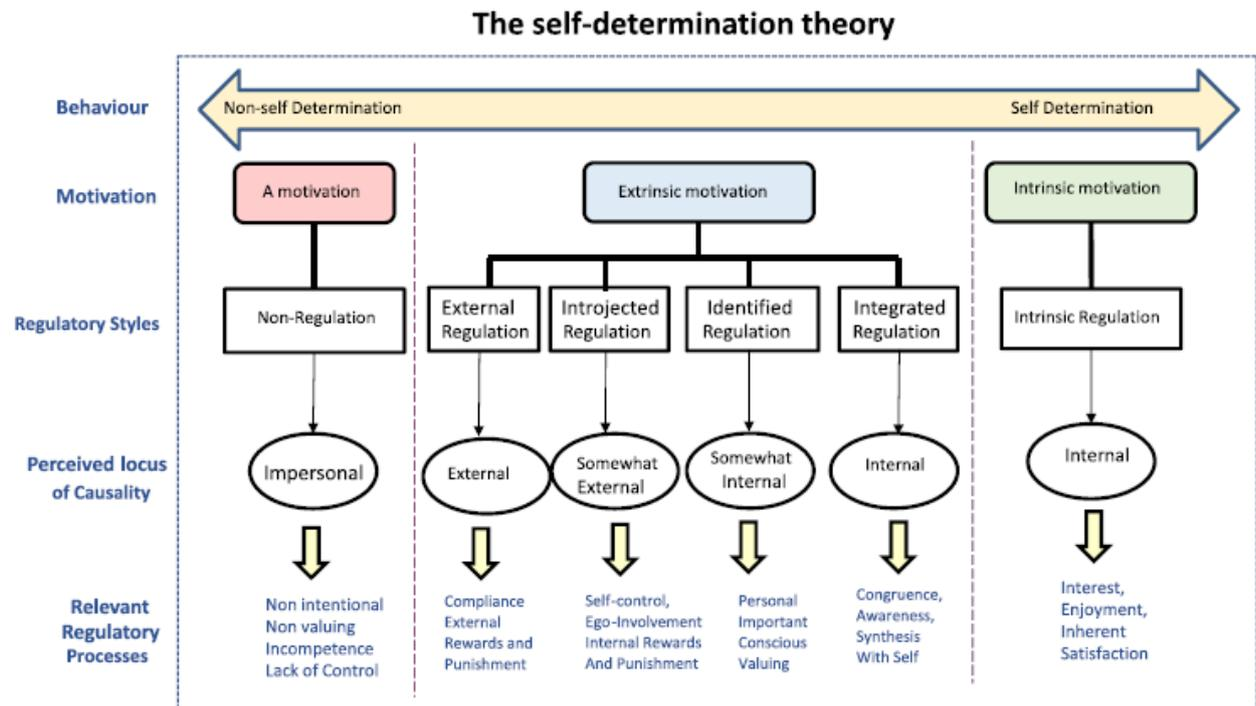 The self-determination theory
Behaviour
Non-self Determination
Self Determination
Motivation
A motivation
Extrinsic motivation
Intrinsic motivation
Regulatory Styles
Non-Regulation
External
Regulation
Introjected
Regulation
Identified
Regulation
Integrated
Regulation
Intrinsic Regulation
Perceived locus
of Causality
Impersonal
External
Somewhat
External
Somewhat
Internal
Internal
Internal
Relevant
Regulatory
Processes
Non intentional
Non valuing
Incompetence
Lack of Control
Compliance
External
Rewards and
Punishment
Self-control,
Ego-Involvement
Internal Rewards
And Punishment
Personal
Important
Conscious
Valuing
Congruence,
Awareness,
Synthesis
With Self
Interest,
Enjoyment,
Inherent
Satisfaction